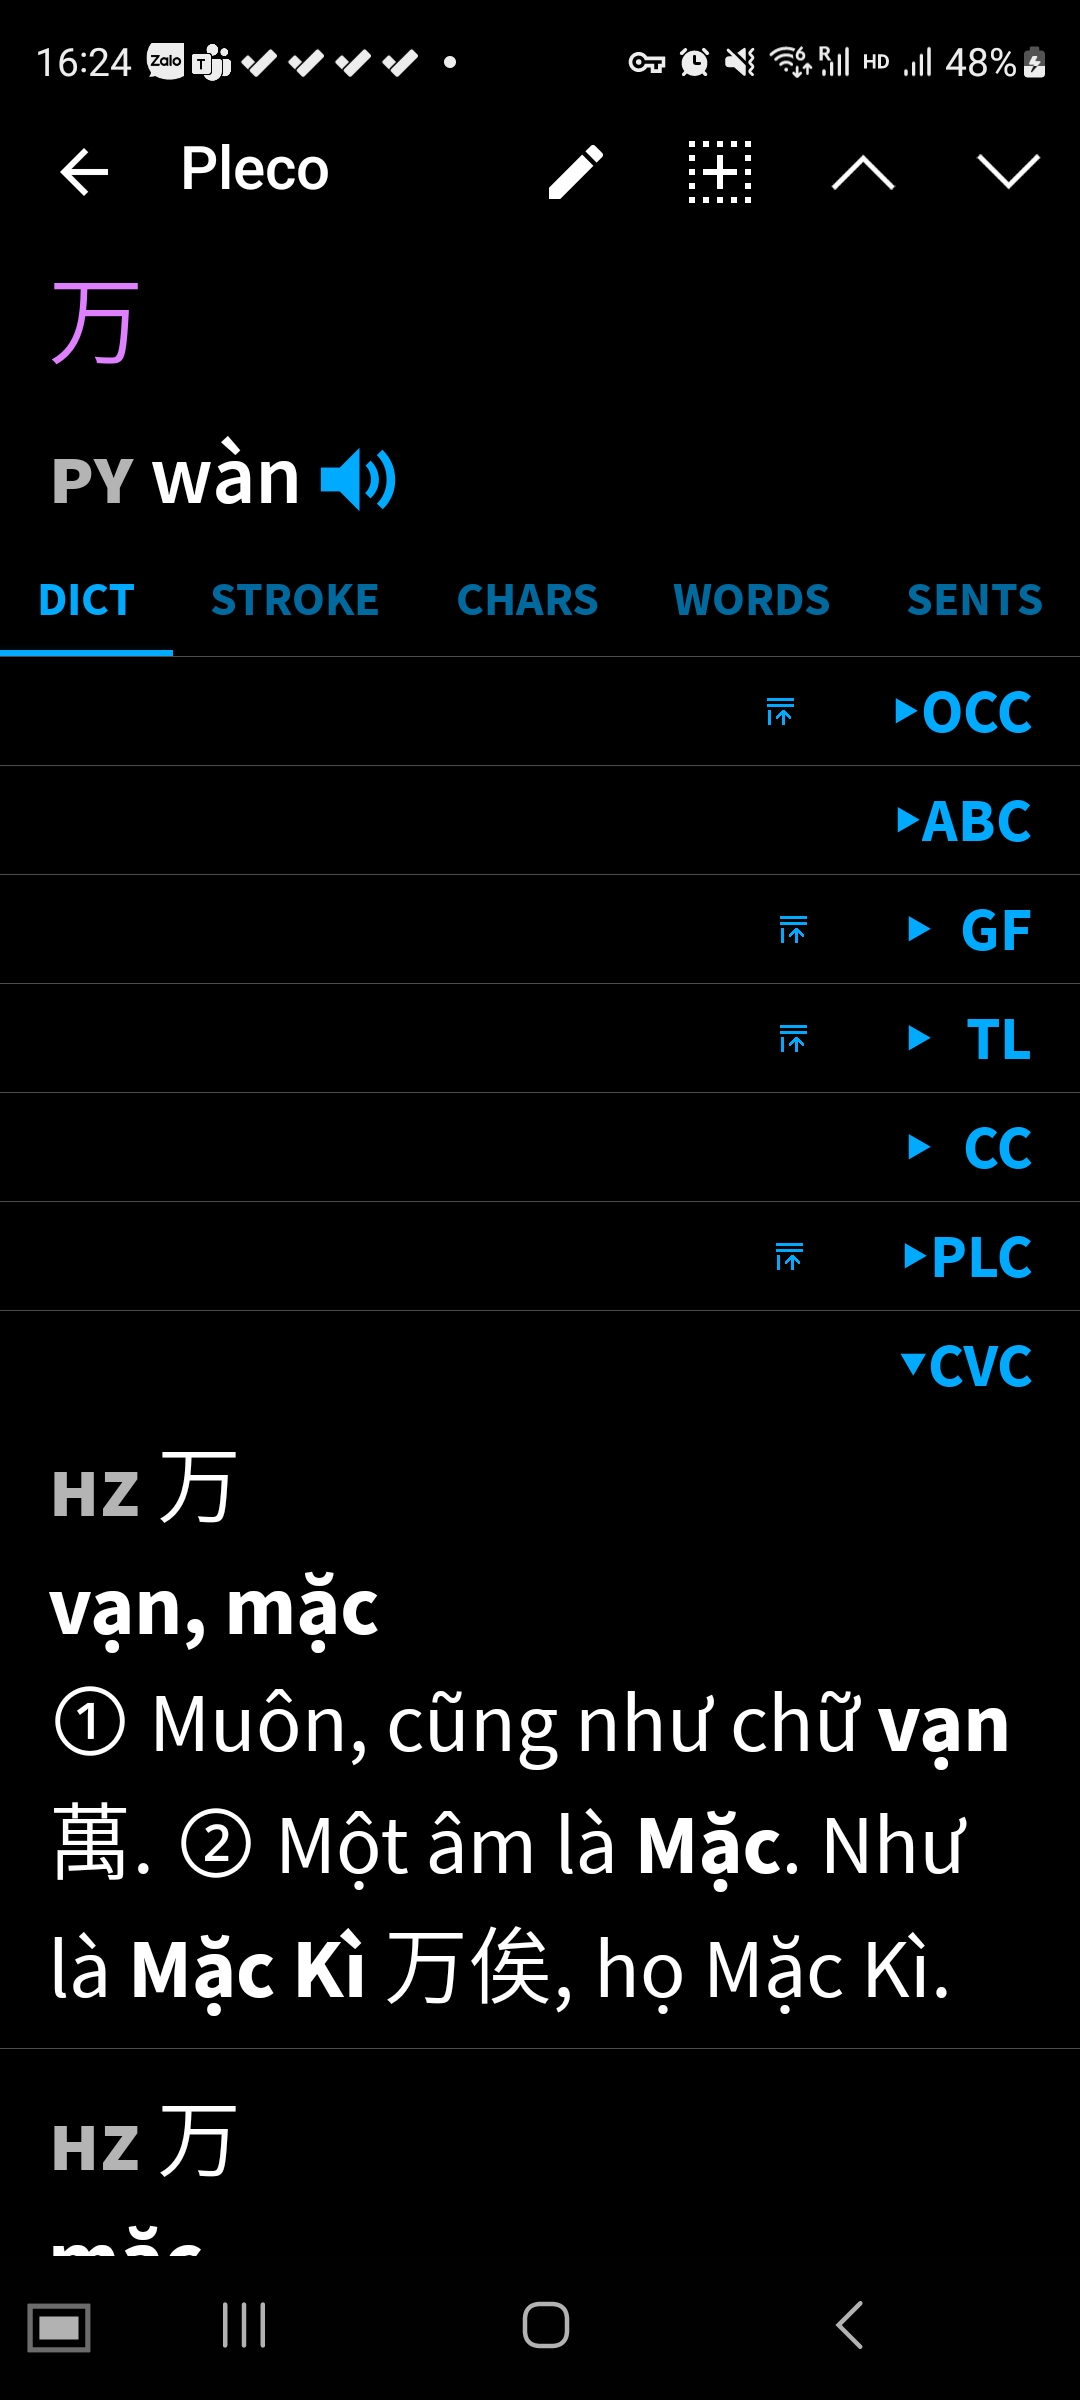 16:24 Zalo T R HD 48%
Pleco
万
PY wàn
DICT STROKE CHARS WORDS SENTS
OCC
ABC
GF
TL
CC
PLC
CVC
HZ 万
vạn, mặc
① Muôn, cũng như chữ vạn
萬. ② Một âm là Mặc. Như
là Mặc Kì 万俟, họ Mặc Kì.
HZ 万
mặc